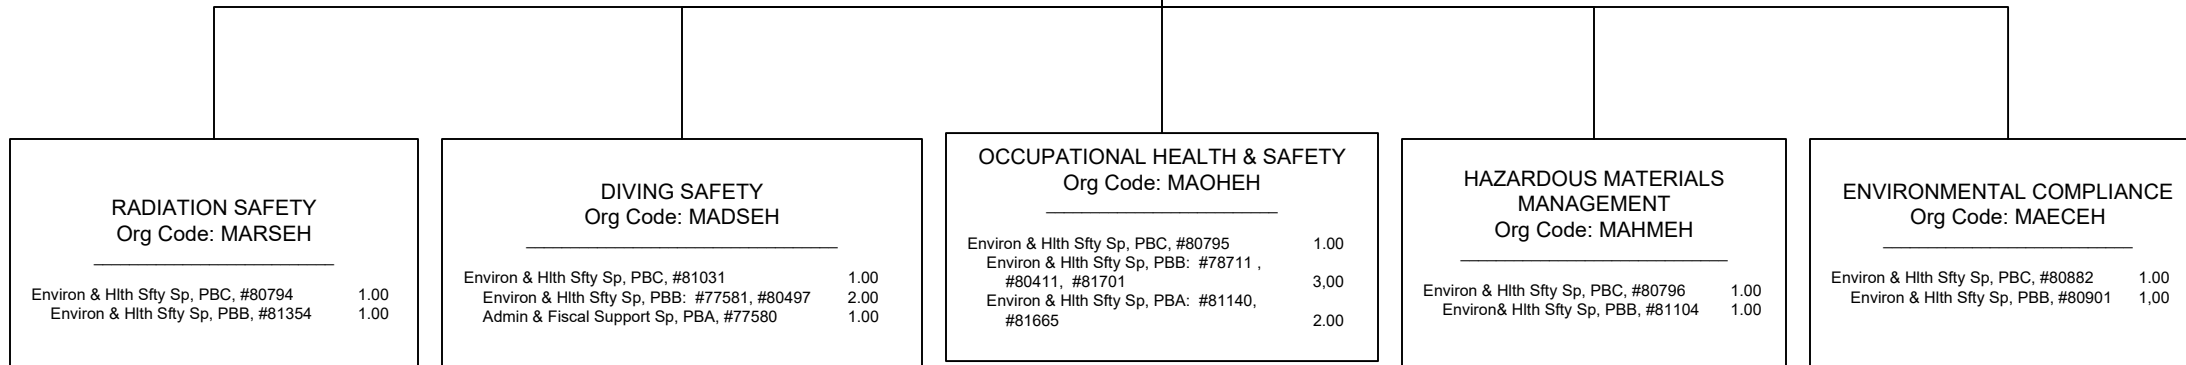 RADIATION SAFETY
Org Code: MARSEH
Environ & Hlth Sfty Sp, PBC, #80794 1.00
Environ & Hlth Sfty Sp, PBB, #81354 1.00
DIVING SAFETY
Org Code: MADSEH
Environ & Hlth Sfty Sp, PBC, #81031 1.00
Environ & Hlth Sfty Sp, PBB: #77581, #80497 2.00
Admin & Fiscal Support Sp, PBA, #77580 1.00
OCCUPATIONAL HEALTH & SAFETY
Org Code: MAOHEH
Environ & Hlth Sfty Sp, PBC, #80795 1.00
Environ & Hlth Sfty Sp, PBB: #78711 ,
#80411, #81701 3,00
Environ & Hlth Sfty Sp, PBA: #81140,
#81665 2.00
HAZARDOUS MATERIALS
MANAGEMENT
Org Code: MAHMEH
Environ & Hlth Sfty Sp, PBC, #80796 1.00
Environ& Hlth Sfty Sp, PBB, #81104 1.00
ENVIRONMENTAL COMPLIANCE
Org Code: MAECEH
Environ & Hlth Sfty Sp, PBC, #80882 1.00
Environ & Hlth Sfty Sp, PBB, #80901 1,00